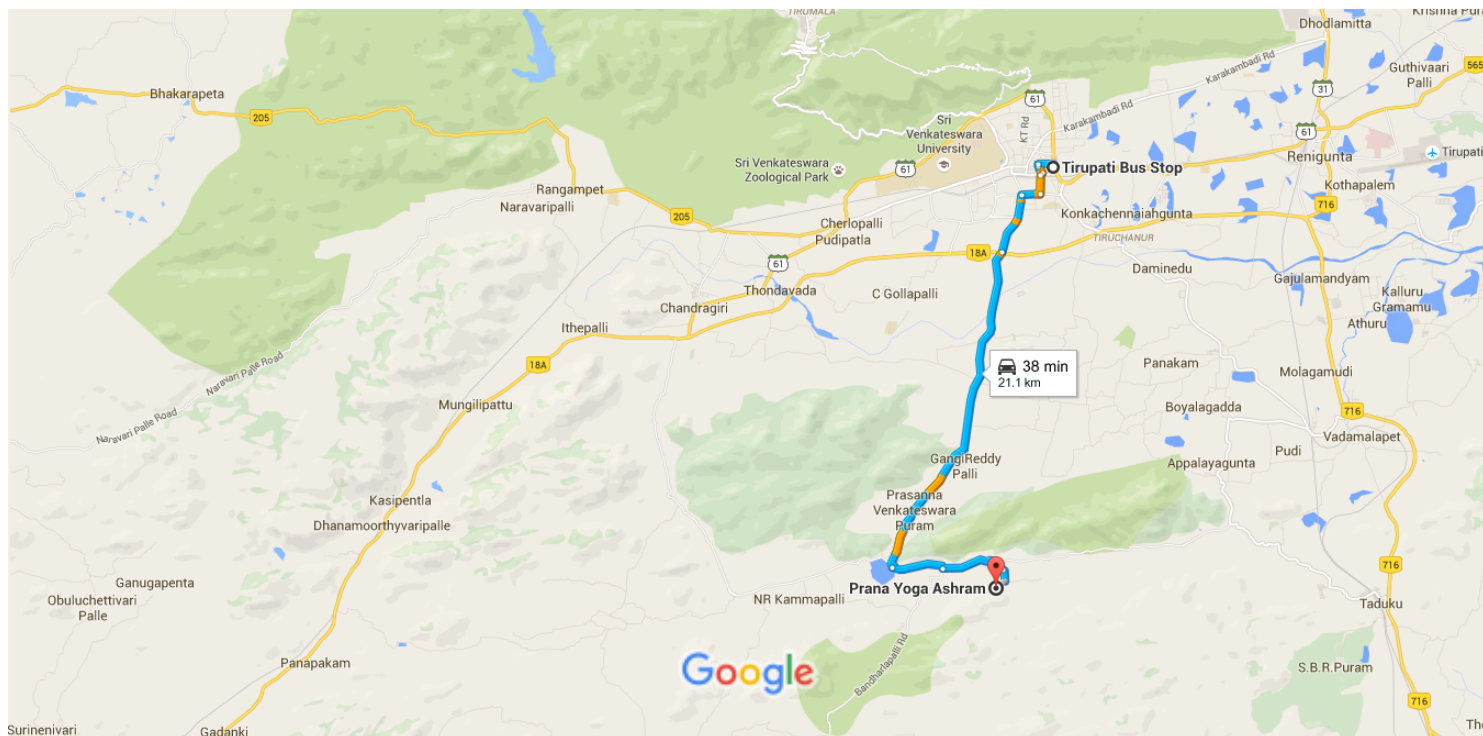 TIRUMALA
Krishna Pur
Dhodlamitta
Karakambadi Rd
Guthivaari
Palli
565
Bhakarapeta
205
61
31
KT Rd
Karakambadi Rd
Sri
Venkateswara
University
61
Renigunta
Tirupati
Sri Venkateswara
Zoological Park
61
Tirupati Bus Stop
Kothapalem
Rangampet
Naravaripalli
205
Cherlopalli
Pudipatla
Konkachennaiahgunta
716
TIRUCHANUR
18A
61
Daminedu
Gajulamandyam
Thondavada
C Gollapalli
Kalluru
Gramamu
Chandragiri
Athuru
Ithepalli
18A
38 min
21.1 km
Panakam
Molagamudi
Naravari Palle Road
Naravari Palle Road
Mungilipattu
Boyalagadda
716
Vadamalapet
Pudi
GangiReddy
Palli
Appalayagunta
Prasanna
Venkateswara
Puram
Kasipentla
Dhanamoorthyvaripalle
716
Ganugapenta
Obuluchettivari
Palle
Prana Yoga Ashram
NR Kammapalli
Taduku
Bandharlapalli Rd
Google
Panapakam
S.B.R.Puram
716
Surinenivari
Gadanki
The